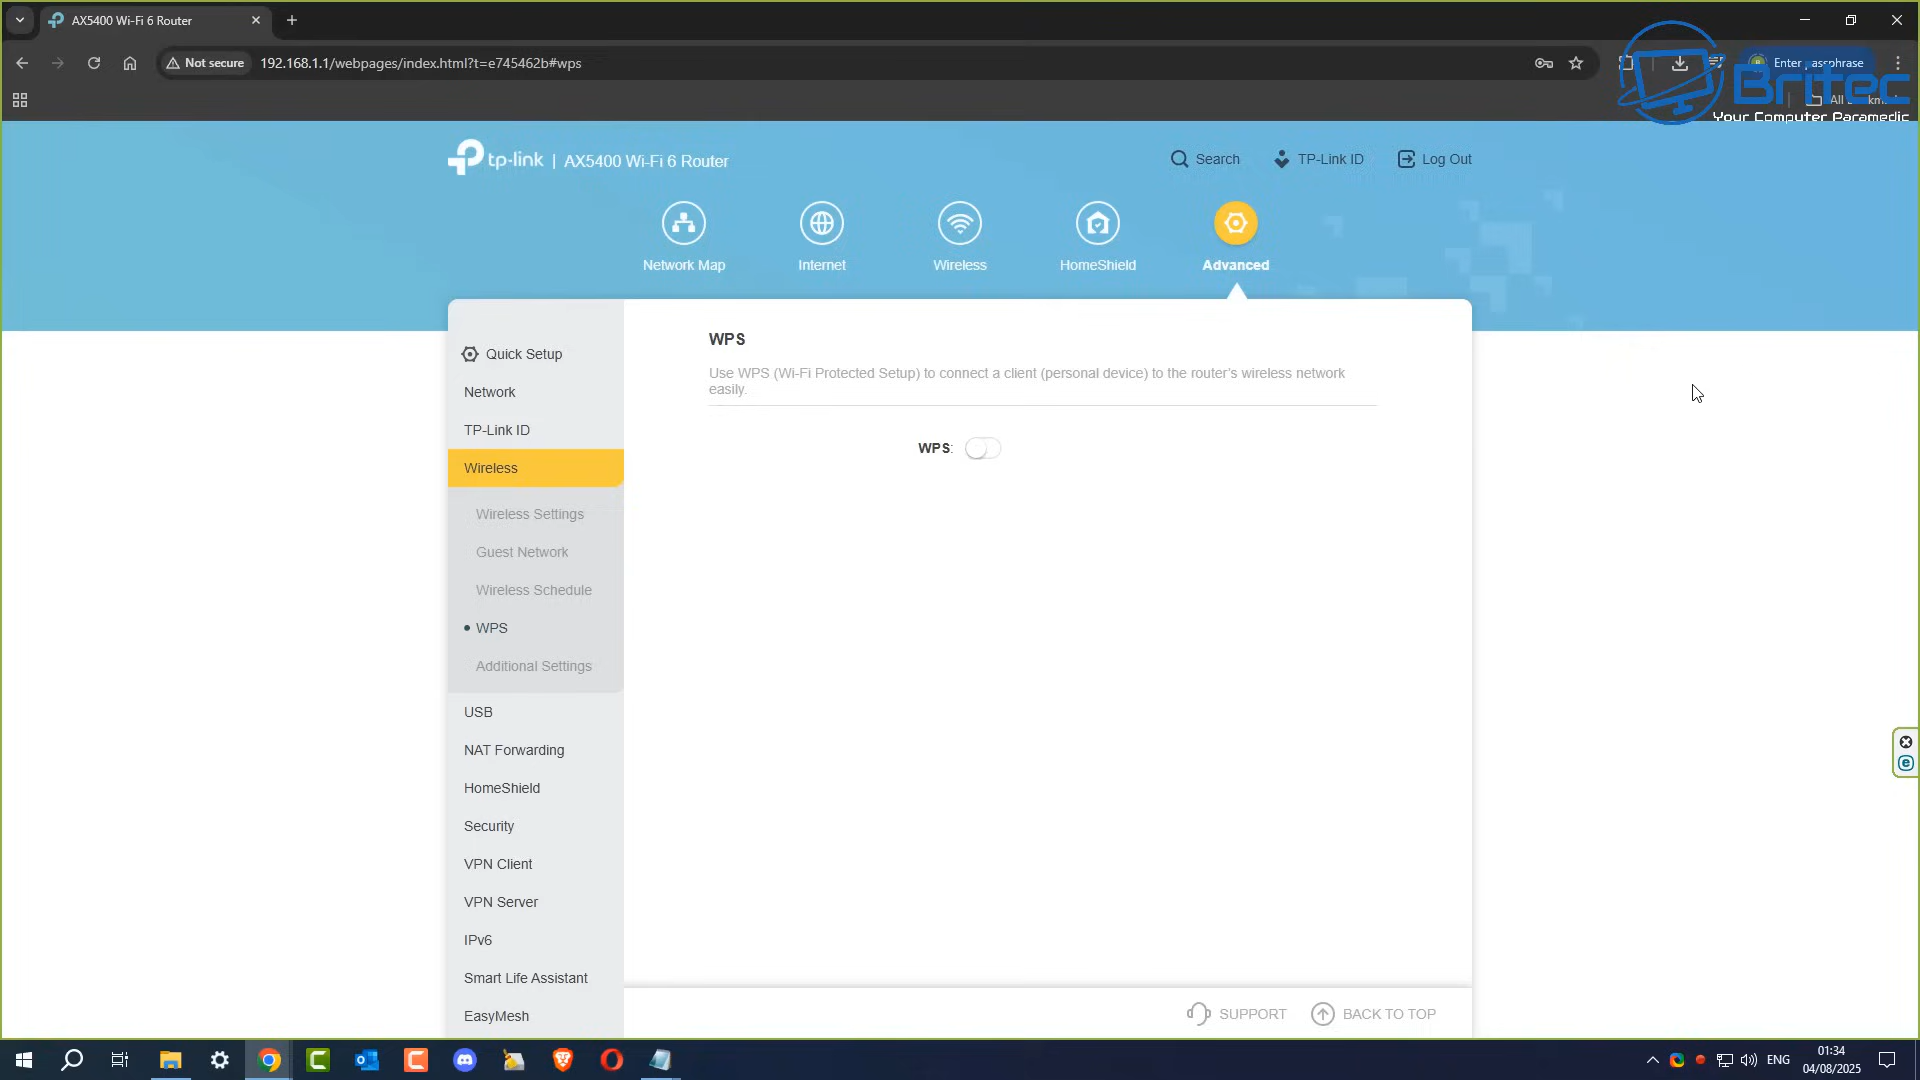 AX5400 Wi-Fi 6 Router
Not secure
192.168.1.1/webpages/index.html?t=e745462b#wps
Enter passphrase
Britec
All Bookmarks
Your Computer Paramedic
tp-link | AX5400 Wi-Fi 6 Router
Search
TP-Link ID
Log Out
Network Map
Internet
Wireless
HomeShield
Advanced
Quick Setup
Network
TP-Link ID
Wireless
Wireless Settings
Guest Network
Wireless Schedule
WPS
Additional Settings
USB
NAT Forwarding
HomeShield
Security
VPN Client
VPN Server
IPv6
Smart Life Assistant
EasyMesh
WPS
Use WPS (Wi-Fi Protected Setup) to connect a client (personal device) to the router's wireless network
easily.
WPS:
SUPPORT
BACK TO TOP
ENG
01:34
04/08/2025